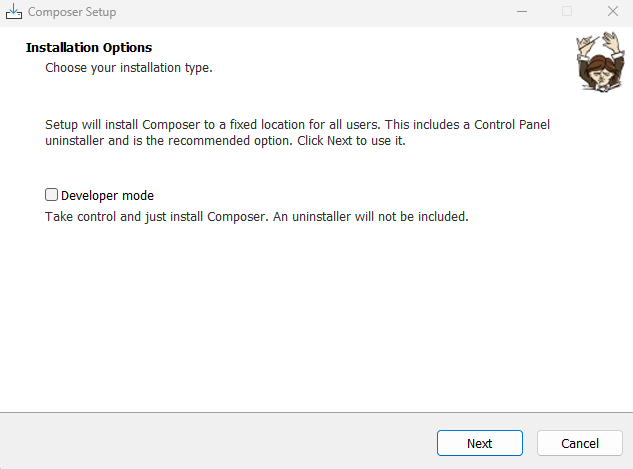 Composer Setup
Installation Options
Choose your installation type.
Setup will install Composer to a fixed location for all users. This includes a Control Panel
uninstaller and is the recommended option. Click Next to use it.
Developer mode
Take control and just install Composer. An uninstaller will not be included.
Next
Cancel